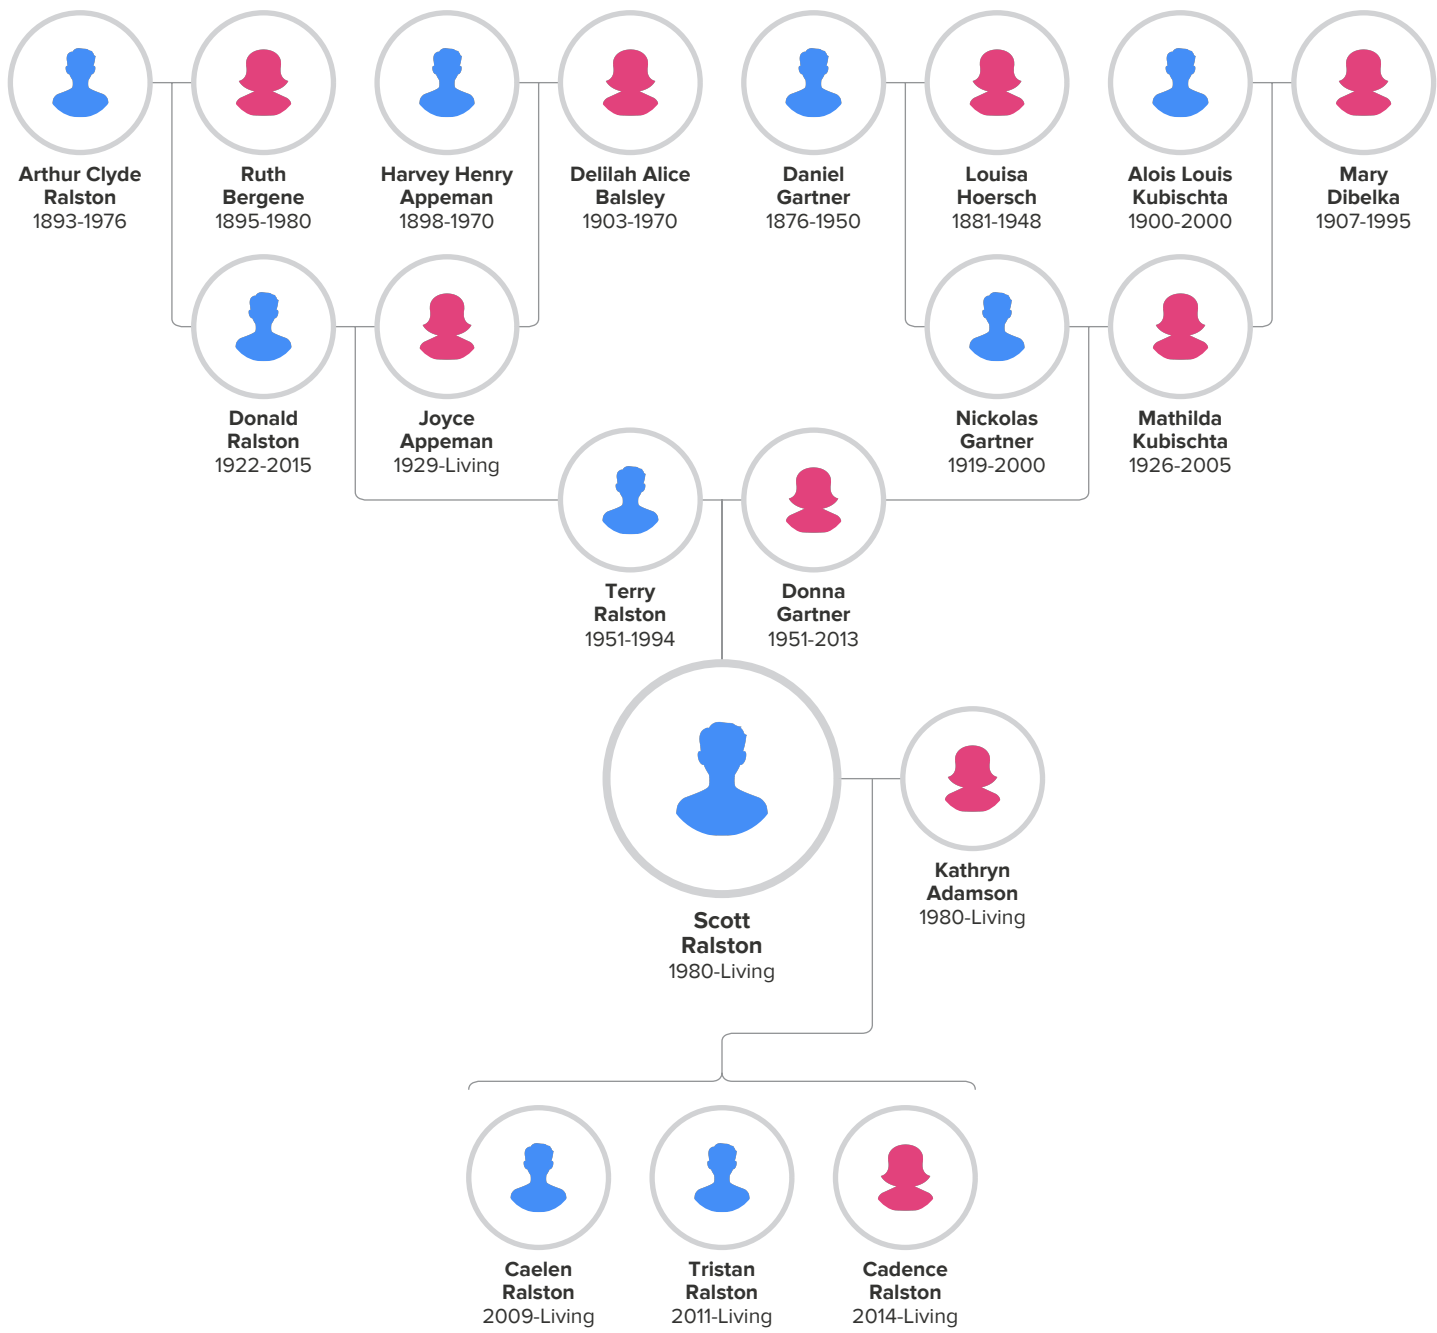 Arthur Clyde
Ralston
1893-1976
Ruth
Bergene
1895-1980
Harvey Henry
Appeman
1898-1970
Delilah Alice
Balsley
1903-1970
Daniel
Gartner
1876-1950
Louisa
Hoersch
1881-1948
Alois Louis
Kubischta
1900-2000
Mary
Dibelka
1907-1995
Donald
Ralston
1922-2015
Joyce
Appeman
1929-Living
Nickolas
Gartner
1919-2000
Mathilda
Kubischta
1926-2005
Terry
Ralston
1951-1994
Donna
Gartner
1951-2013
Scott
Ralston
1980-Living
Kathryn
Adamson
1980-Living
Caelen
Ralston
2009-Living
Tristan
Ralston
2011-Living
Cadence
Ralston
2014-Living